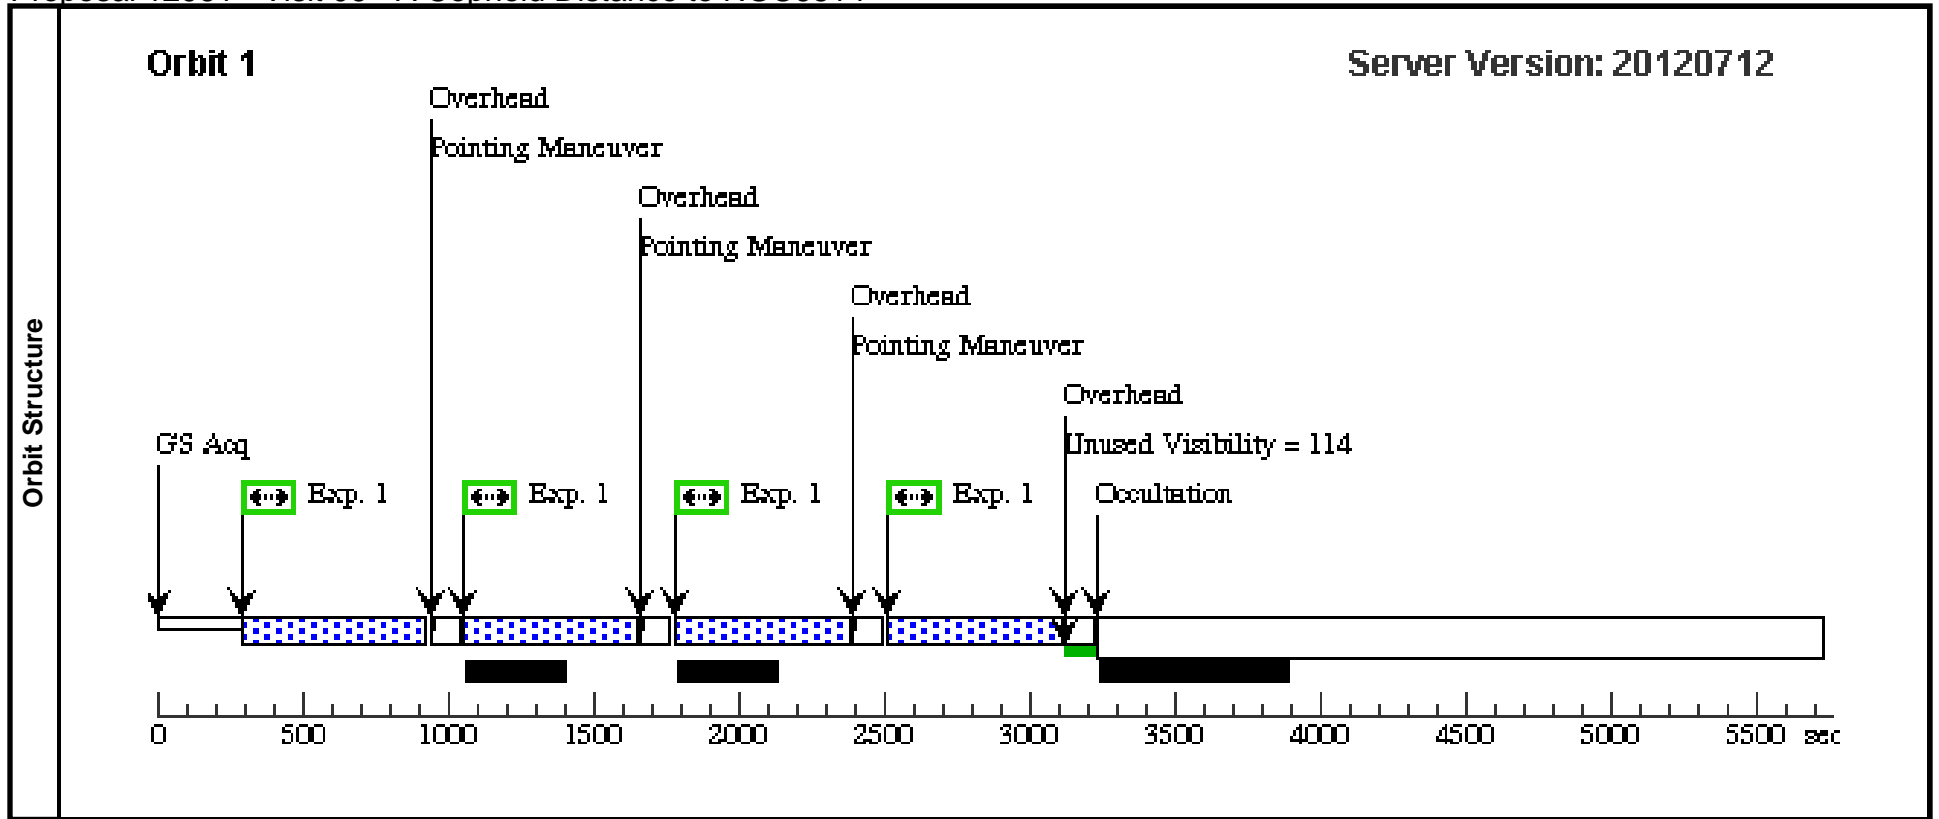 Orbit 1
Server Version: 20120712
Overhead
Pointing Maneuver
Overhead
Pointing Maneuver
Overhead
Pointing Maneuver
Overhead
Unused Visibility = 114
GS Acq
Exp. 1
Exp. 1
Exp. 1
Exp. 1
Occultation
Orbit Structure
0 500 1000 1500 2000 2500 3000 3500 4000 4500 5000 5500 sec